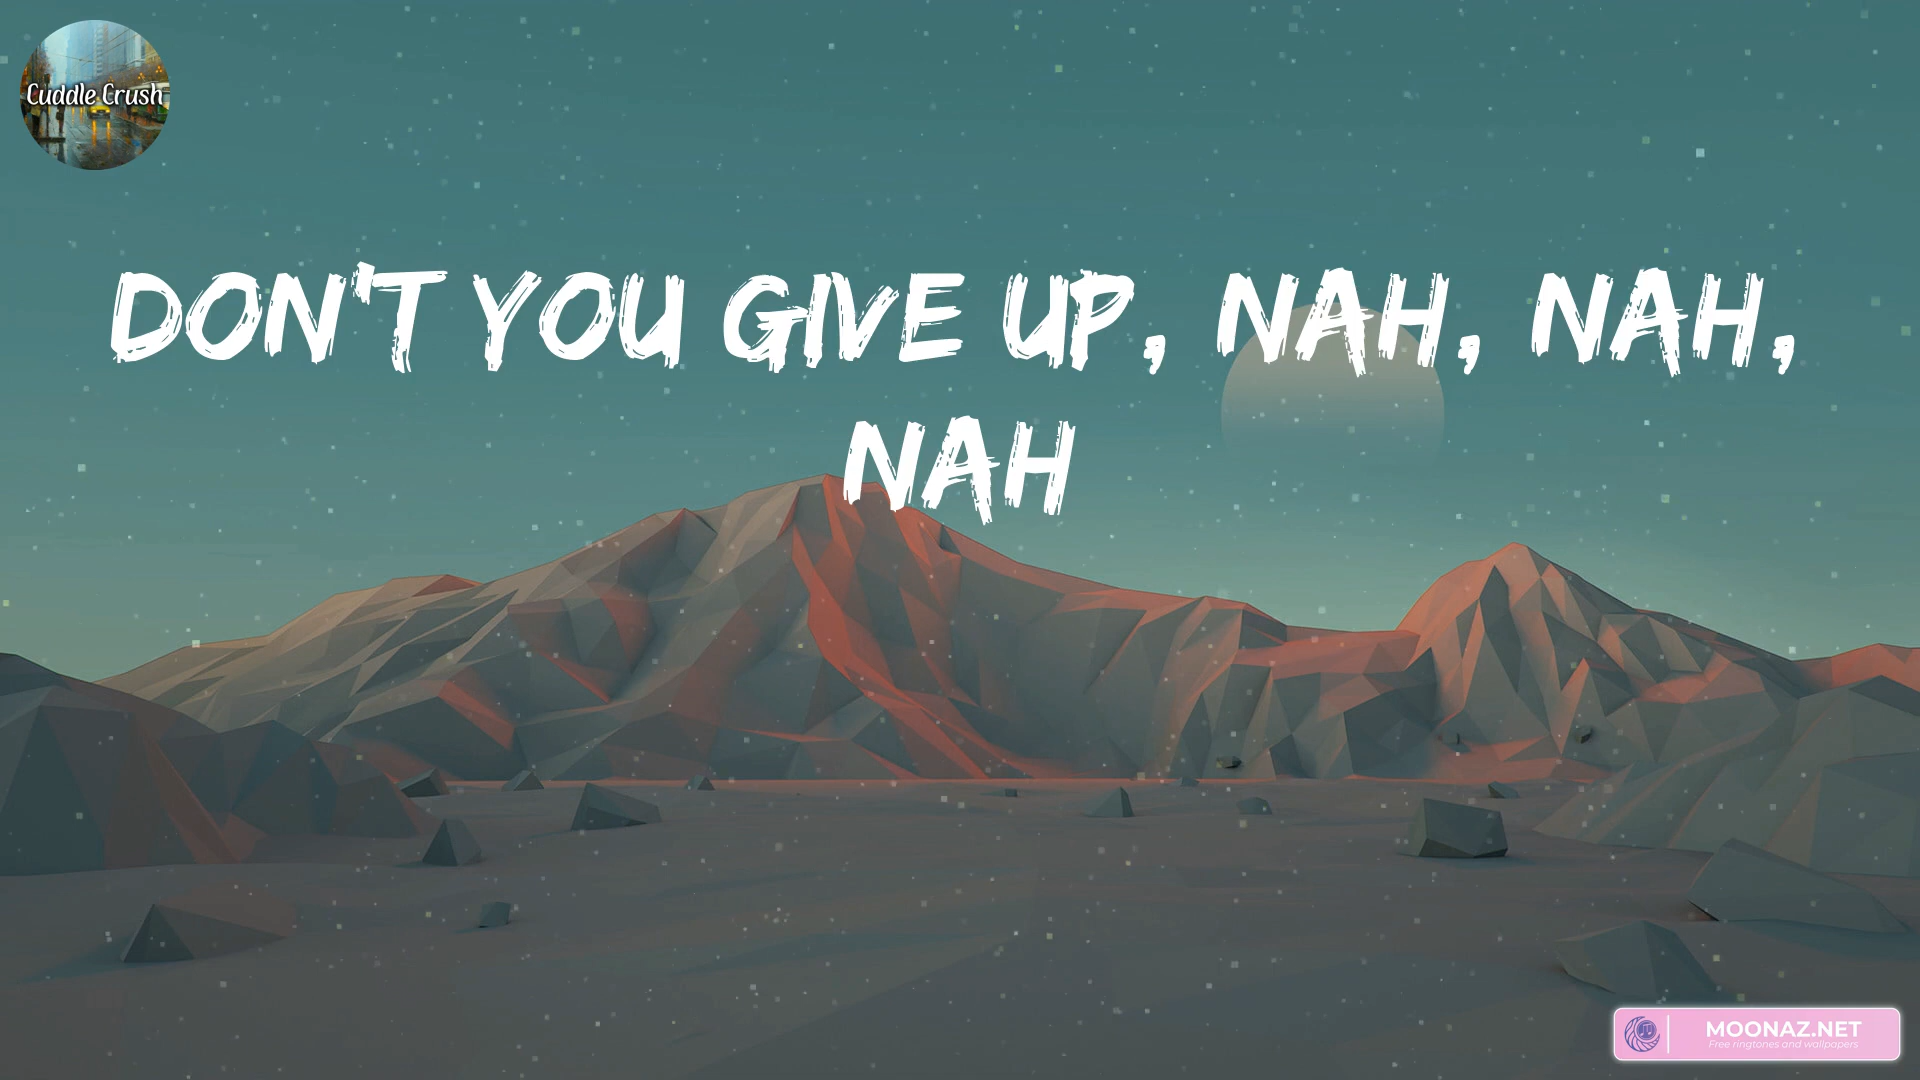 Cuddle Crush
DON'T YOU GIVE UP, NAH, NAH,
NAH
MOONAZ.NET
Free ringtones and wallpapers